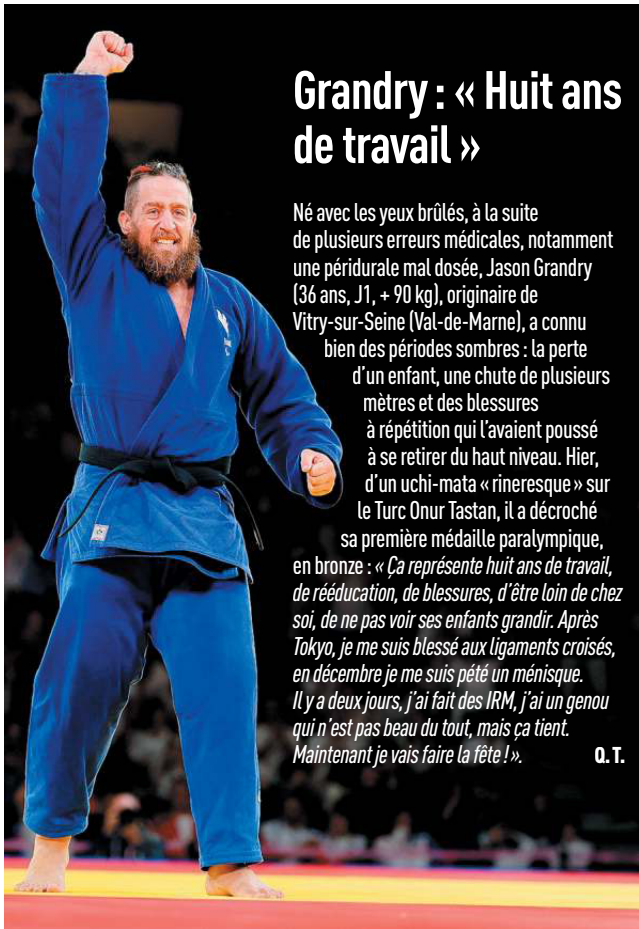 Grandry : « Huit ans
de travail »
Né avec les yeux brûlés, à la suite
de plusieurs erreurs médicales, notamment
une péridurale mal dosée, Jason Grandry
(36 ans, J1, + 90 kg), originaire de
Vitry-sur-Seine (Val-de-Marne), a connu
bien des périodes sombres : la perte
d’un enfant, une chute de plusieurs
mètres et des blessures
à répétition qui l’avaient poussé
à se retirer du haut niveau. Hier,
d’un uchi-mata « rineresque » sur
le Turc Onur Tastan, il a décroché
sa première médaille paralympique,
en bronze : « Ça représente huit ans de travail,
de rééducation, de blessures, d’être loin de chez
soi, de ne pas voir ses enfants grandir. Après
Tokyo, je me suis blessé aux ligaments croisés,
en décembre je me suis pété un ménisque.
Il y a deux jours, j’ai fait des IRM, j’ai un genou
qui n’est pas beau du tout, mais ça tient.
Maintenant je vais faire la fête ! ». Q. T.